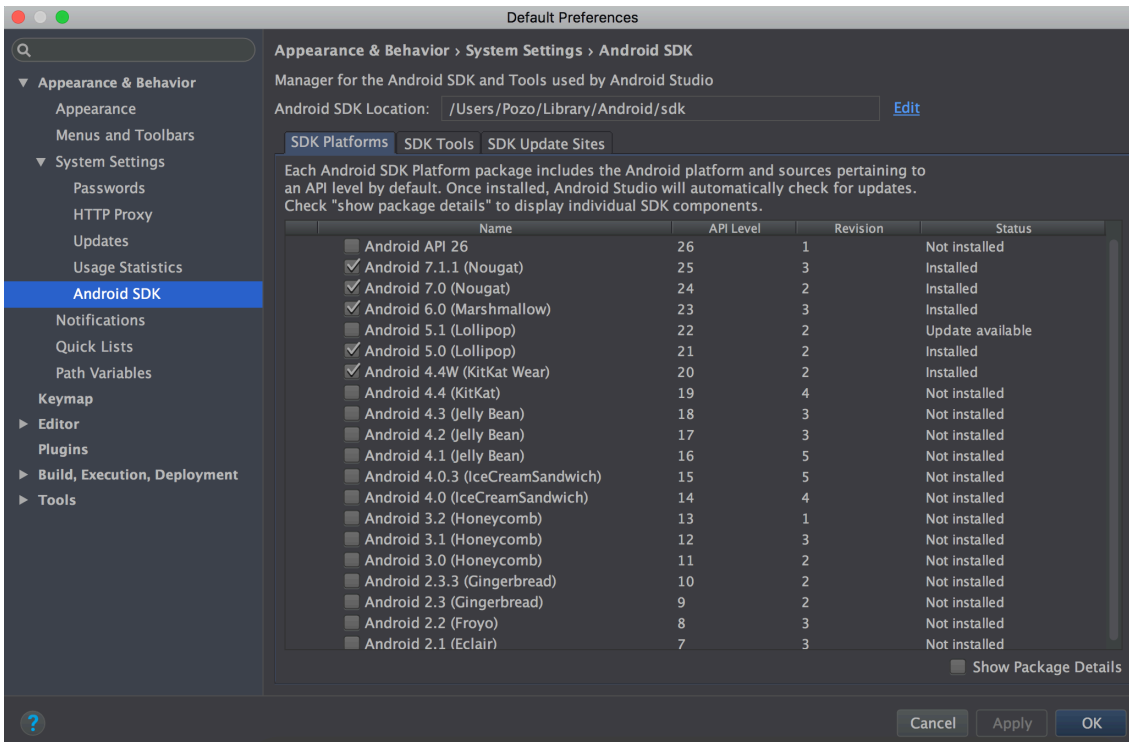 Default Preferences
Appearance & Behavior › System Settings › Android SDK
Manager for the Android SDK and Tools used by Android Studio
Android SDK Location: /Users/Pozo/Library/Android/sdk Edit
Appearance & Behavior
Appearance
Menus and Toolbars
System Settings
Passwords
HTTP Proxy
Updates
Usage Statistics
Android SDK
Notifications
Quick Lists
Path Variables
Keymap
Editor
Plugins
Build, Execution, Deployment
Tools
SDK Platforms SDK Tools SDK Update Sites
Each Android SDK Platform package includes the Android platform and sources pertaining to
an API level by default. Once installed, Android Studio will automatically check for updates.
Check "show package details" to display individual SDK components.
Name API Level Revision Status
Android API 26 26 1 Not installed
Android 7.1.1 (Nougat) 25 3 Installed
Android 7.0 (Nougat) 24 2 Installed
Android 6.0 (Marshmallow) 23 3 Installed
Android 5.1 (Lollipop) 22 2 Update available
Android 5.0 (Lollipop) 21 2 Installed
Android 4.4W (KitKat Wear) 20 2 Installed
Android 4.4 (KitKat) 19 4 Not installed
Android 4.3 (Jelly Bean) 18 3 Not installed
Android 4.2 (Jelly Bean) 17 3 Not installed
Android 4.1 (Jelly Bean) 16 5 Not installed
Android 4.0.3 (IceCreamSandwich) 15 5 Not installed
Android 4.0 (IceCreamSandwich) 14 4 Not installed
Android 3.2 (Honeycomb) 13 1 Not installed
Android 3.1 (Honeycomb) 12 3 Not installed
Android 3.0 (Honeycomb) 11 2 Not installed
Android 2.3.3 (Gingerbread) 10 2 Not installed
Android 2.3 (Gingerbread) 9 2 Not installed
Android 2.2 (Froyo) 8 3 Not installed
Android 2.1 (Eclair) 7 3 Not installed
Show Package Details
? Cancel Apply OK